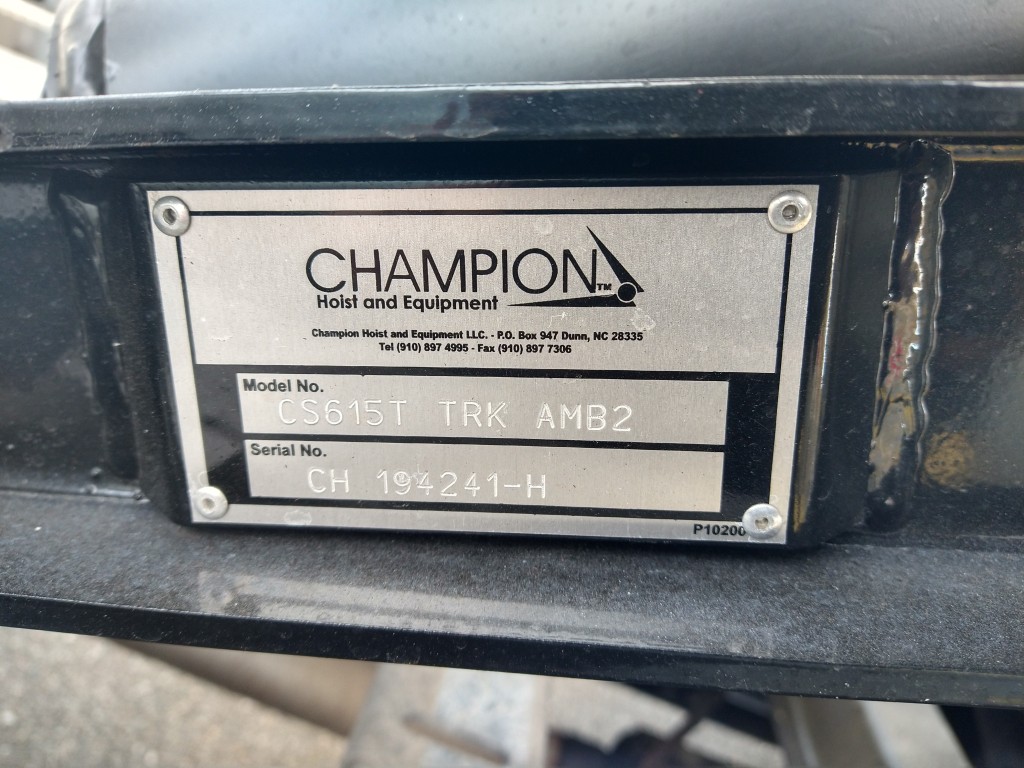 CHAMPION™
Hoist and Equipment
Champion Hoist and Equipment LLC. - P.O. Box 947 Dunn, NC 28335
Tel (910) 897 4995 - Fax (910) 897 7306
Model No.
CS615T TRK AMB2
Serial No.
CH 194241-H
P10200